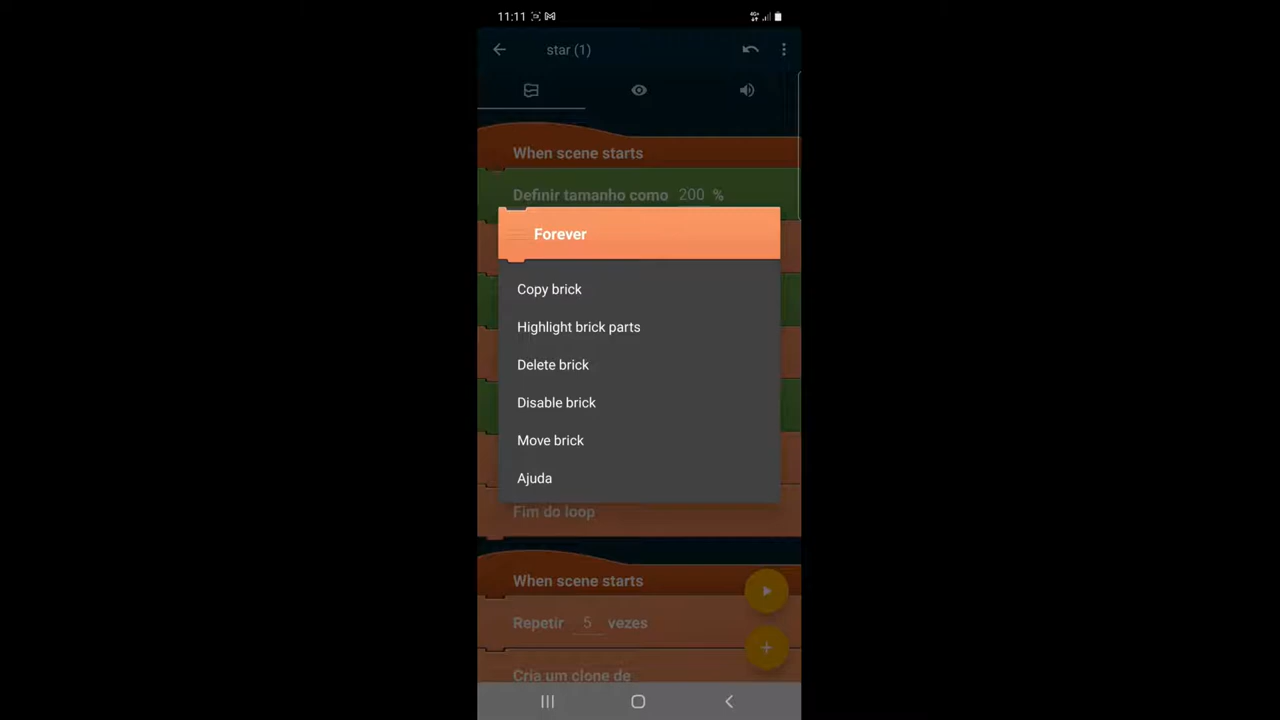 11:11
star (1)
When scene starts
Definir tamanho como 200 %
Forever
Copy brick
Highlight brick parts
Delete brick
Disable brick
Move brick
Ajuda
Fim do loop
When scene starts
Repetir 5 vezes
Cria um clone de